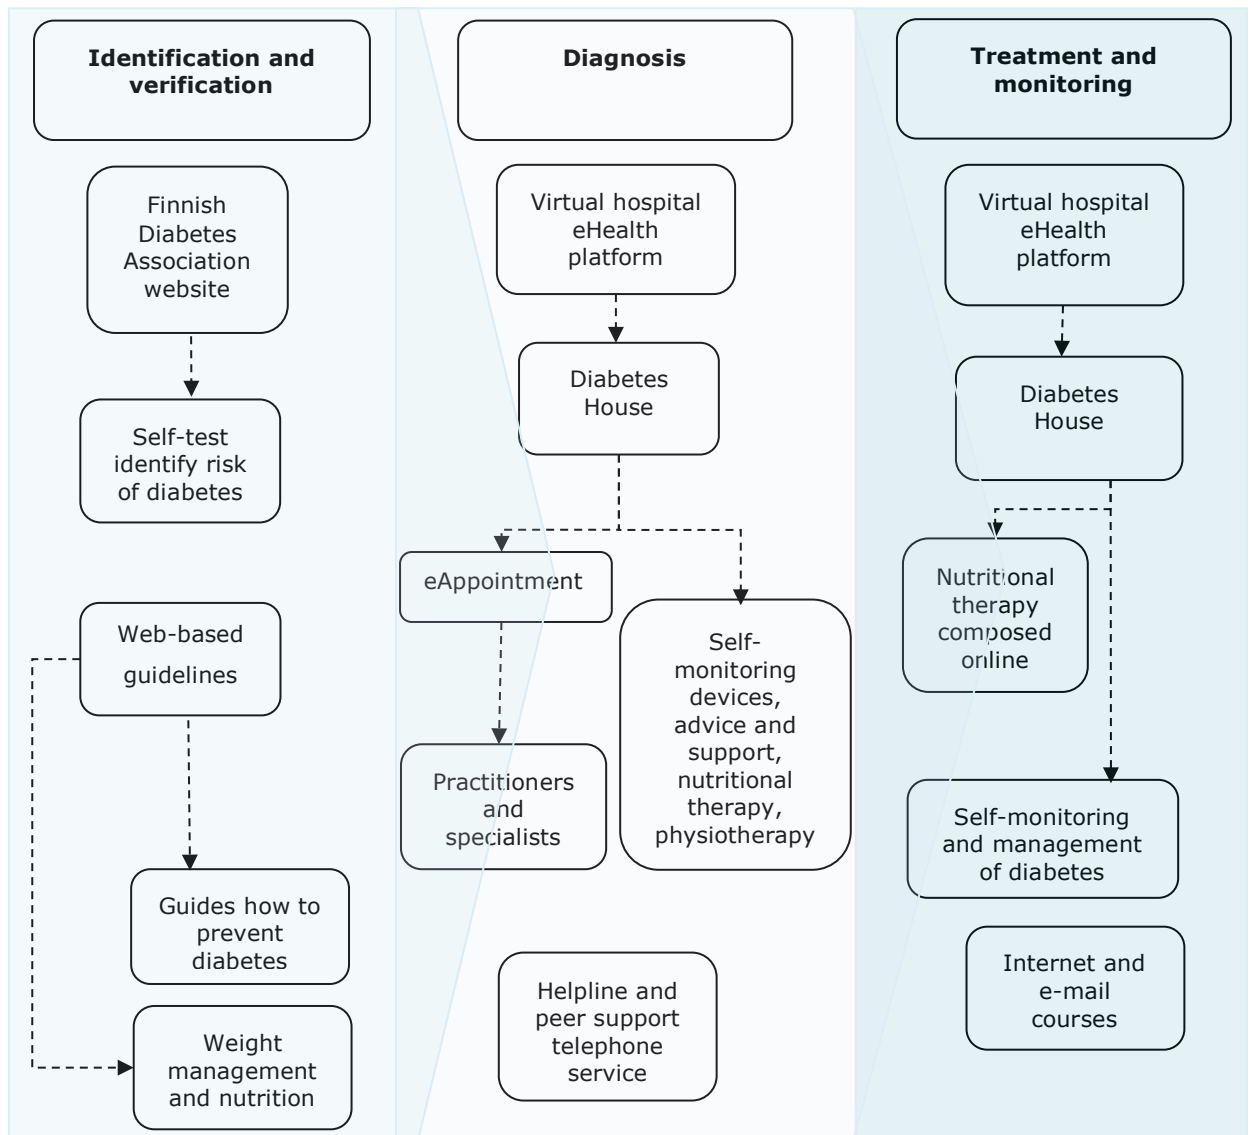 Identification and
verification
Finnish
Diabetes
Association
website
Self-test
identify risk
of diabetes
Web-based
guidelines
Guides how to
prevent
diabetes
Weight
management
and nutrition
Diagnosis
Virtual hospital
eHealth
platform
Diabetes
House
eAppointment
Practitioners
and
specialists
Self-
monitoring
devices,
advice and
support,
nutritional
therapy,
physiotherapy
Helpline and
peer support
telephone
service
Treatment and
monitoring
Virtual hospital
eHealth
platform
Diabetes
House
Nutritional
therapy
composed
online
Self-monitoring
and management
of diabetes
Internet and
e-mail
courses